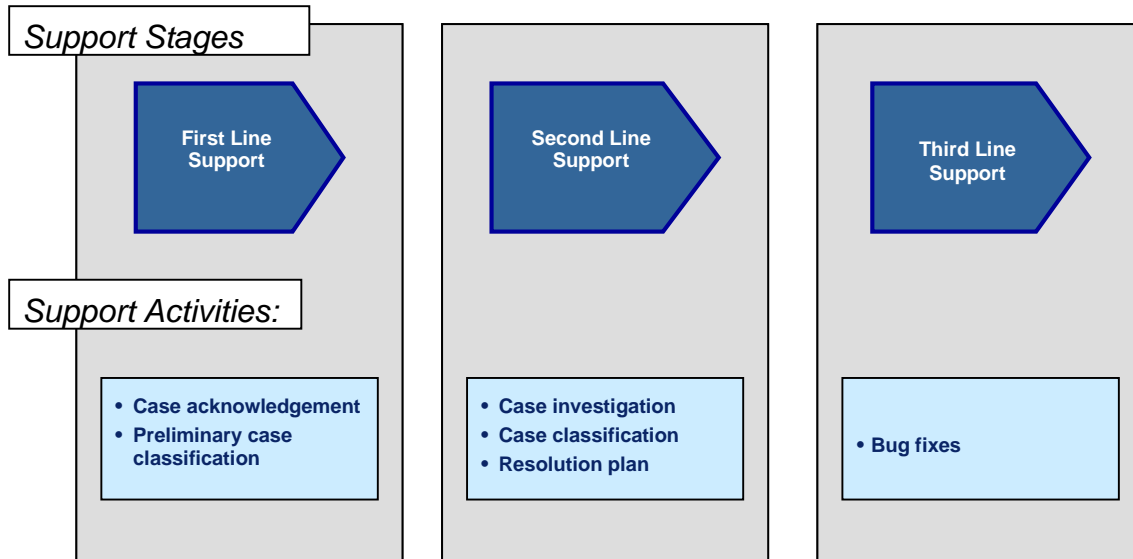 Support Stages
First Line
Support
Second Line
Support
Third Line
Support
Support Activities:
• Case acknowledgement
• Preliminary case
classification
• Case investigation
• Case classification
• Resolution plan
• Bug fixes